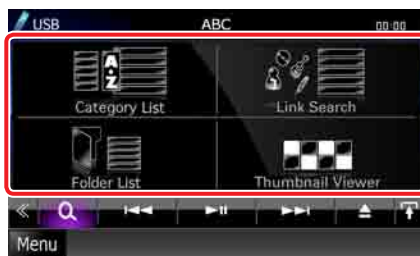 USB ABC 00:00
A Z
Category List Link Search
Folder List Thumbnail Viewer
Menu